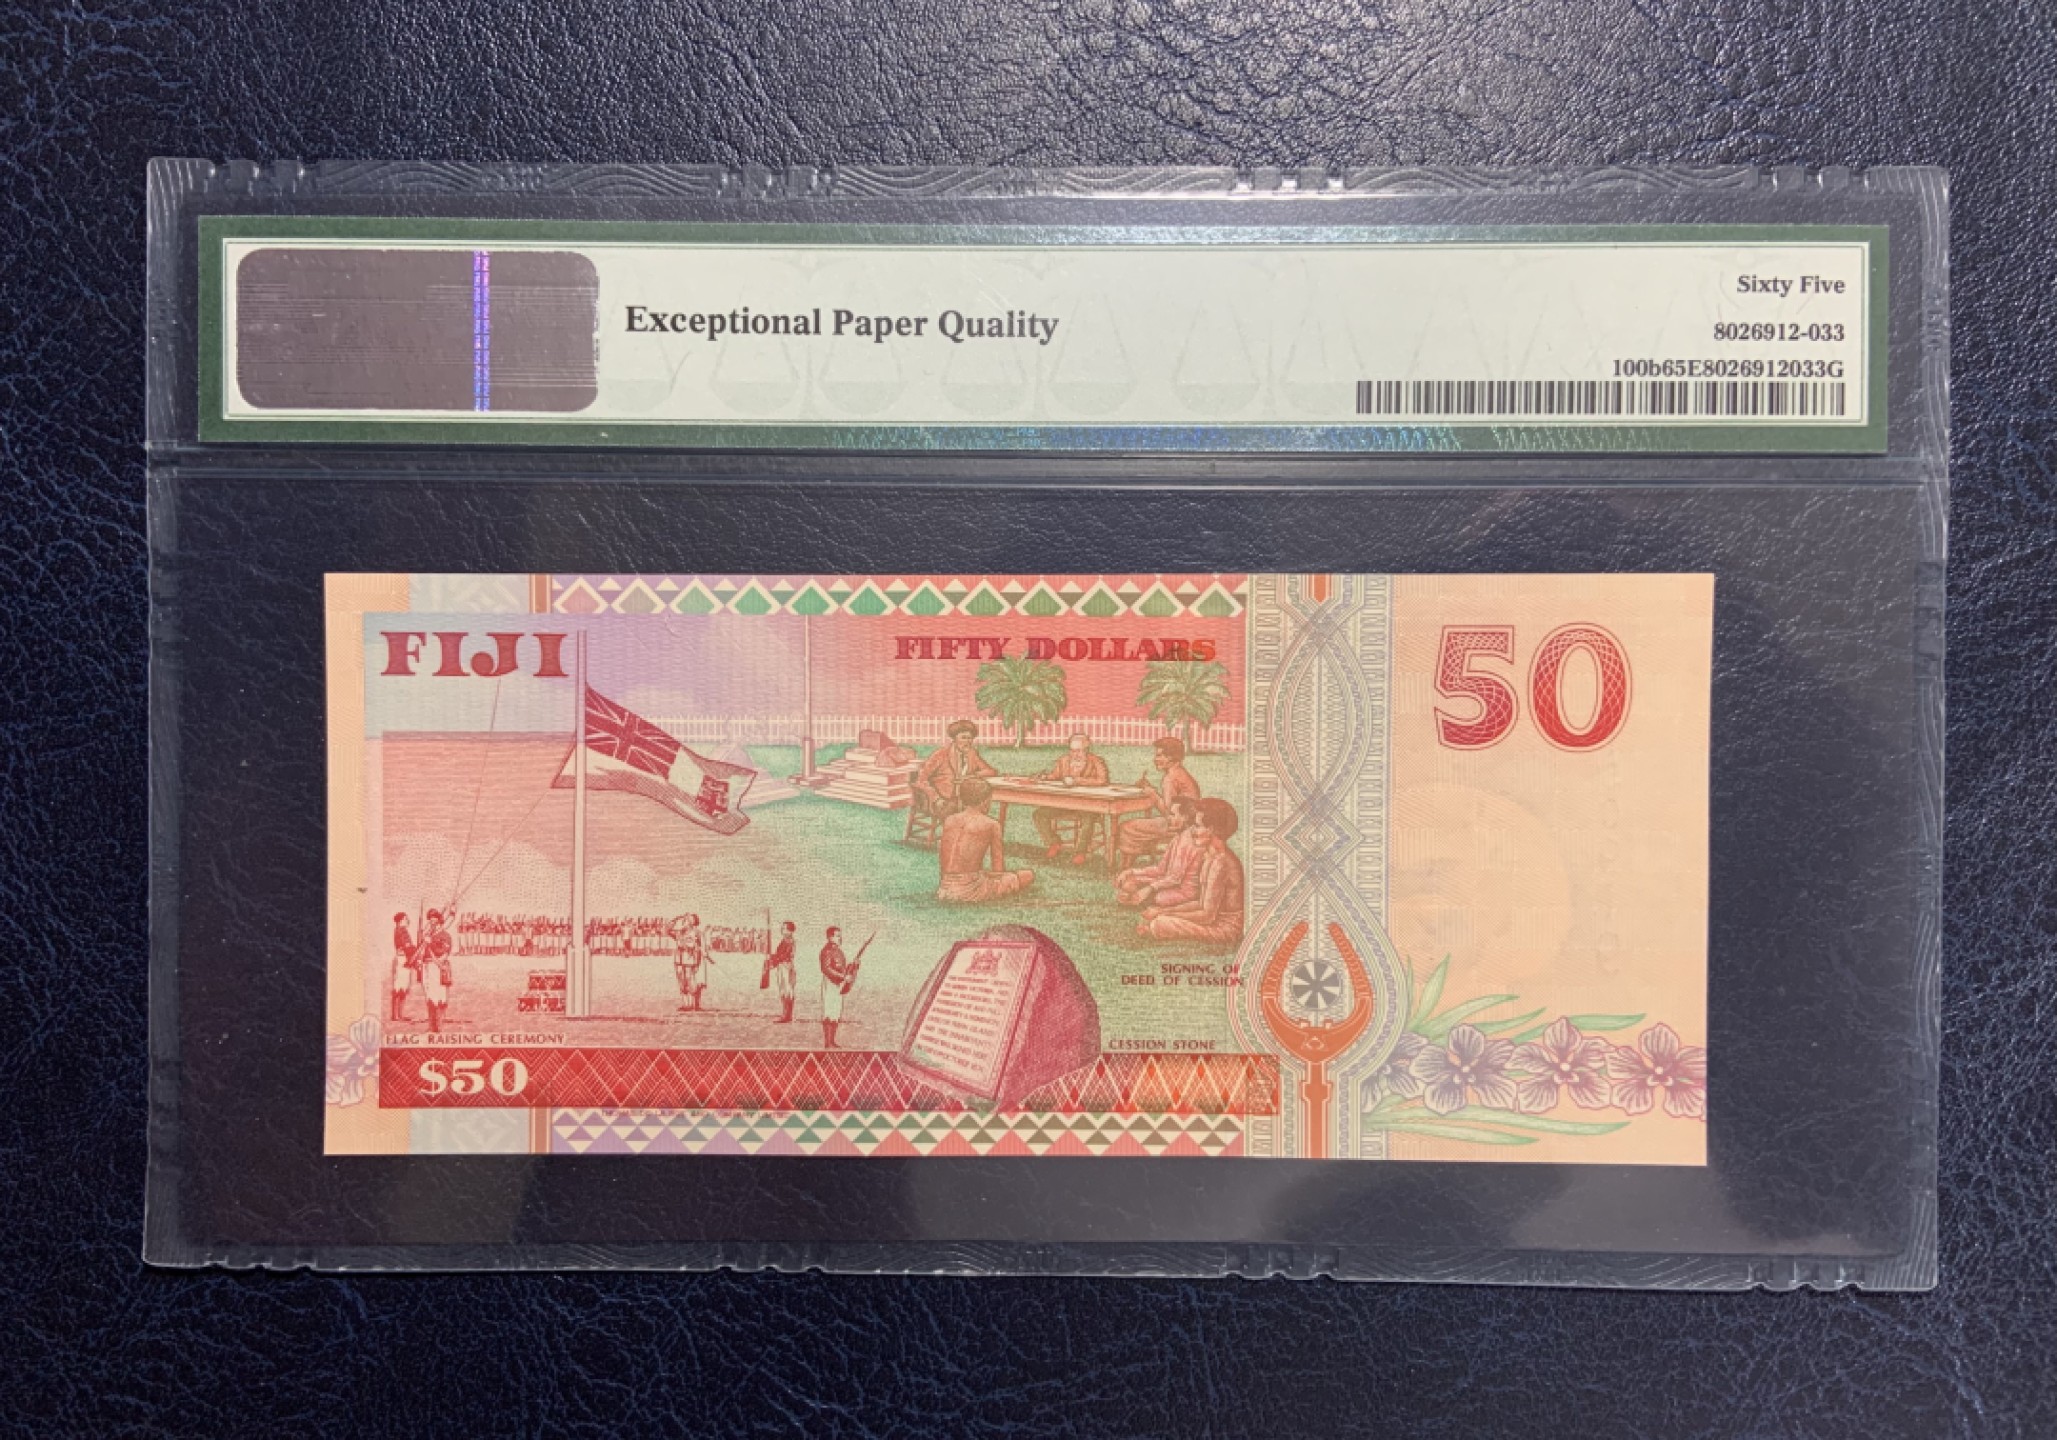 Sixty Five
Exceptional Paper Quality
8026912-033
100b65E8026912033G
FIJI
FIFTY DOLLARS
50
SIGNING OF
DEED OF CESSION
FLAG RAISING CEREMONY
CESSION STONE
$50